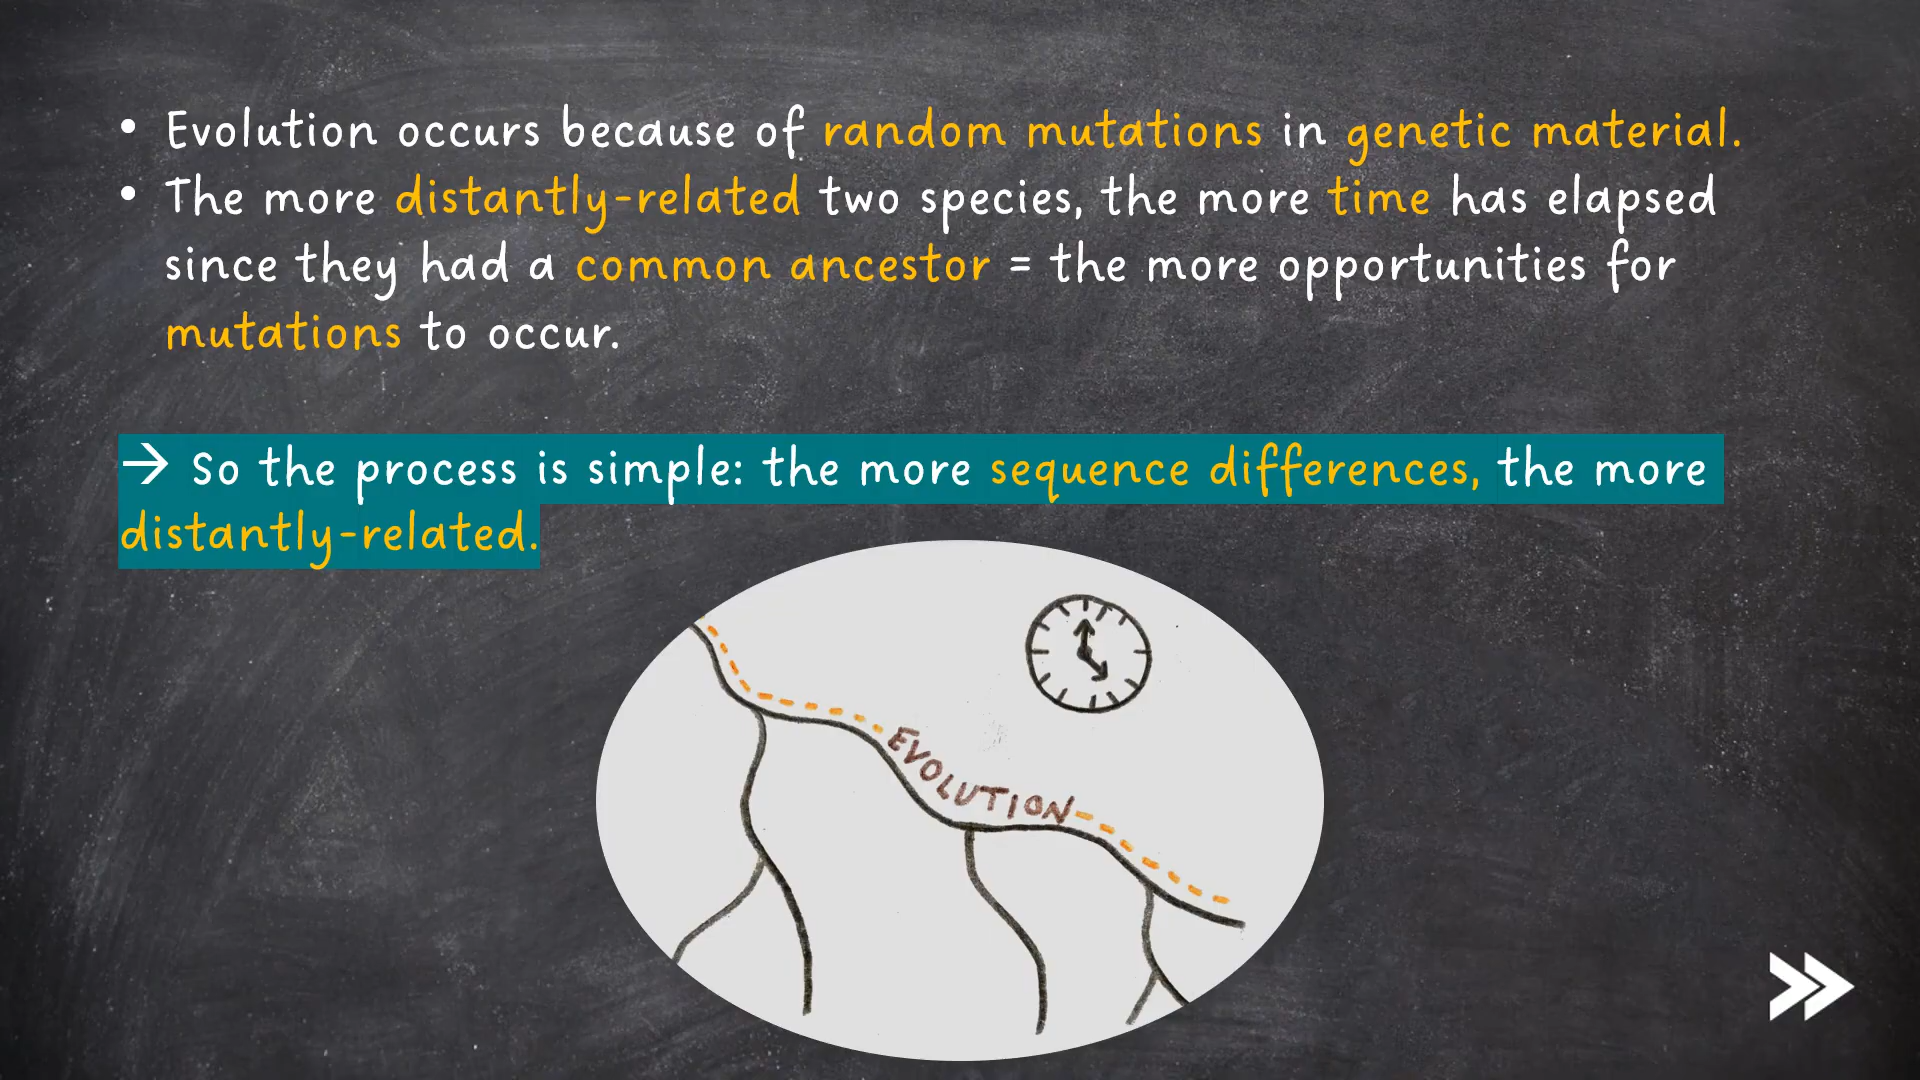 • Evolution occurs because of random mutations in genetic material.
• The more distantly-related two species, the more time has elapsed
since they had a common ancestor = the more opportunities for
mutations to occur.
→ So the process is simple: the more sequence differences, the more
distantly-related.
EVOLUTION